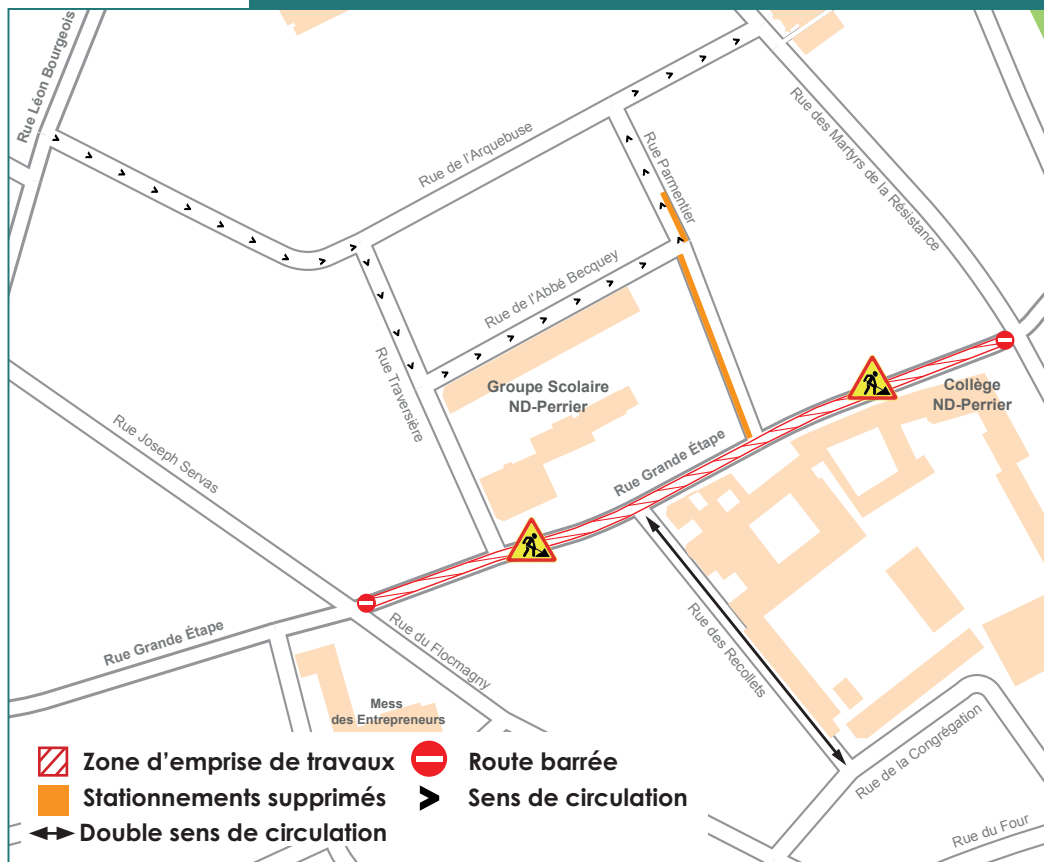 Rue Léon Bourgeois
Rue de l'Arquebuse
Rue Parmentier
Rue des Martyrs de la Résistance
Rue de l'Abbé Becquey
Rue Traversière
Groupe Scolaire
ND-Perrier
Collège
ND-Perrier
Rue Joseph Servas
Rue Grande Étape
Rue Grande Étape
Rue du Flocmagny
Rue des Recollets
Mess
des Entrepreneurs
Rue de la Congrégation
Rue du Four
Zone d'emprise de travaux
Route barrée
Stationnements supprimés
Sens de circulation
Double sens de circulation